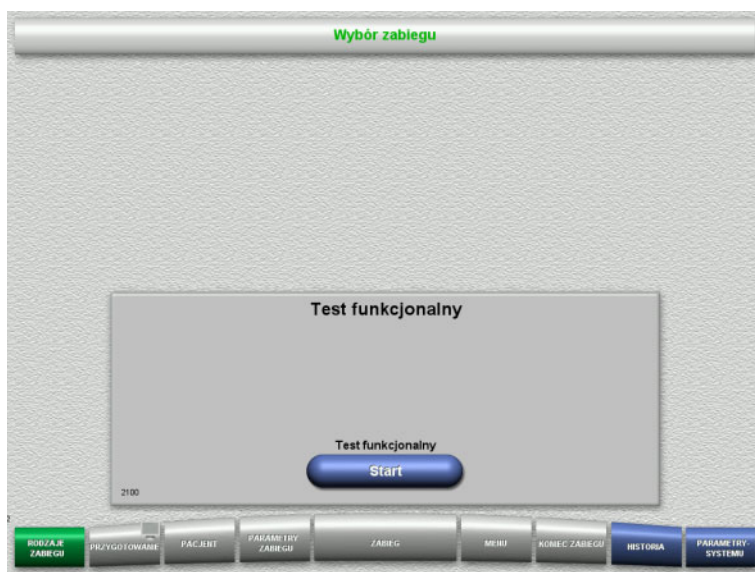 Wybór zabiegu
Test funkcjonalny
Test funkcjonalny
Start
2100
2
RODZAJE
ZABIEGU
PRZYGOTOWANIE
PACJENT
PARAMETRY
ZABIEGU
ZABIEG
MENU
KONIEC ZABIEGU
HISTORIA
PARAMETRY-
SYSTEMU